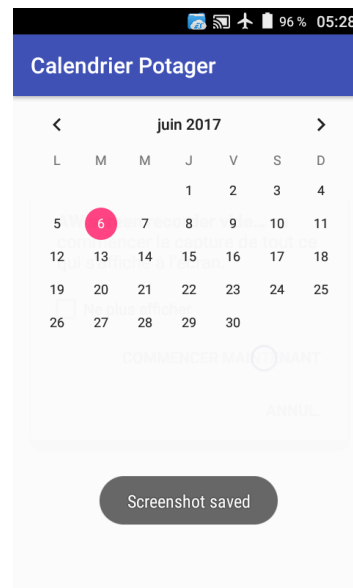 96 % 05:28
Calendrier Potager
juin 2017
L M M J V S D
1 2 3 4
5 6 7 8 9 10 11
12 13 14 15 16 17 18
19 20 21 22 23 24 25
26 27 28 29 30
COMMENCER MAINTENANT
Screenshot saved